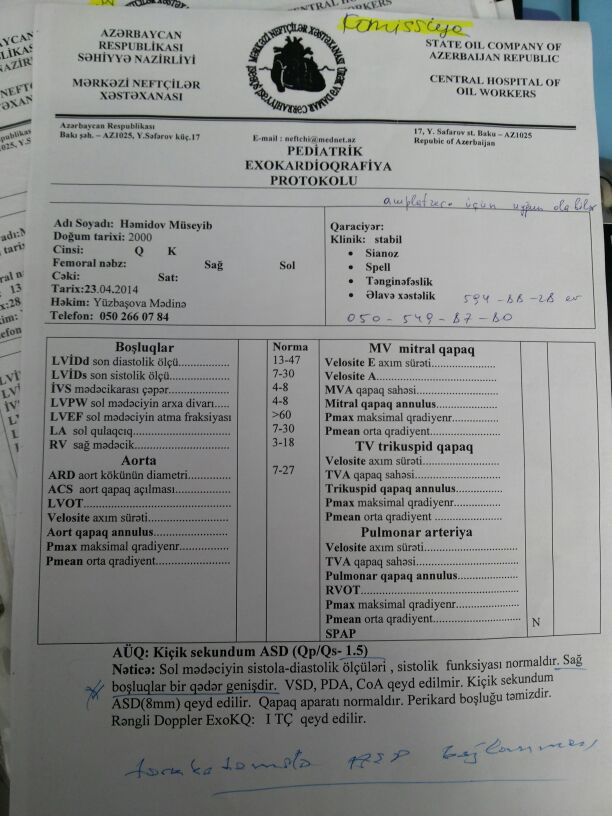 Komissiya
AZƏRBAYCAN
RESPUBLİKASI
SƏHİYYƏ NAZİRLİYİ
MƏRKƏZİ NEFTÇİLƏR
XƏSTƏXANASI
STATE OIL COMPANY OF
AZERBAIJAN REPUBLIC
CENTRAL HOSPITAL OF
OIL WORKERS
Azərbaycan Respublikası
Bakı şəh. – AZ1025, Y.Səfərov küç.17
E-mail : neftchi@mednet.az
17, Y. Safarov st. Baku – AZ1025
Republic of Azerbaijan
PEDİATRİK
EXOKARDİOQRAFİYA
PROTOKOLU
üçün uyğun ola bilər
Adı Soyadı: Həmidov Müseyib
Doğum tarixi: 2000
Cinsi: Q K
Femoral nəbz: Sağ Sol
Cəki: Sat:
Tarix:23.04.2014
Həkim: Yüzbaşova Mədinə
Telefon: 050 266 07 84
Qaraciyər:
Klinik: stabil
• Sianoz
• Spell
• Tənginəfəslik
• Əlavə xəstəlik 594-88-28 ev
050-549-87-80
Boşluqlar Norma
LVİDd son diastolik ölçü............... 13-47
LVİDs son sistolik ölçü................ 7-30
İVS mədəcikarası çəpər................ 4-8
LVPW sol mədəciyin arxa divarı..... 4-8
LVEF sol mədəciyin atma fraksiyası >60
LA sol qulaqcıq...................... 7-30
RV sağ mədəcik...................... 3-18
Aorta
ARD aort kökünün diametri............ 7-27
ACS aort qapaq açılması...............
LVOT...............................
Velosite axım sürəti...................
Aort qapaq annulus...................
Pmax maksimal qradiyenr............
Pmean orta qradiyent..................
MV mitral qapaq
Velosite E axım sürəti:................
Velosite A............................
MVA qapaq sahəsi....................
Mitral qapaq annulus................
Pmax maksimal qradiyenr............
Pmean orta qradiyent.................
TV trikuspid qapaq
Velosite axım sürəti...................
TVA qapaq sahəsi....................
Trikuspid qapaq annulus.............
Pmax maksimal qradiyenr............
Pmean orta qradiyent ................
Pulmonar arteriya
Velosite axım sürəti...................
TVA qapaq sahəsi....................
Pulmonar qapaq annulus.............
RVOT..............................
Pmax maksimal qradiyenr............
Pmean orta qradiyent.................
SPAP N
AÜQ: Kiçik sekundum ASD (Qp/Qs- 1.5)
Nəticə: Sol mədəciyin sistola-diastolik ölçüləri , sistolik funksiyası normaldır. Sağ
boşluqlar bir qədər genişdir. VSD, PDA, CoA qeyd edilmir. Kiçik sekundum
ASD(8mm) qeyd edilir. Qapaq aparatı normaldır. Perikard boşluğu təmizdir.
Rəngli Doppler ExoKQ: I TÇ qeyd edilir.
ASD bağlanması